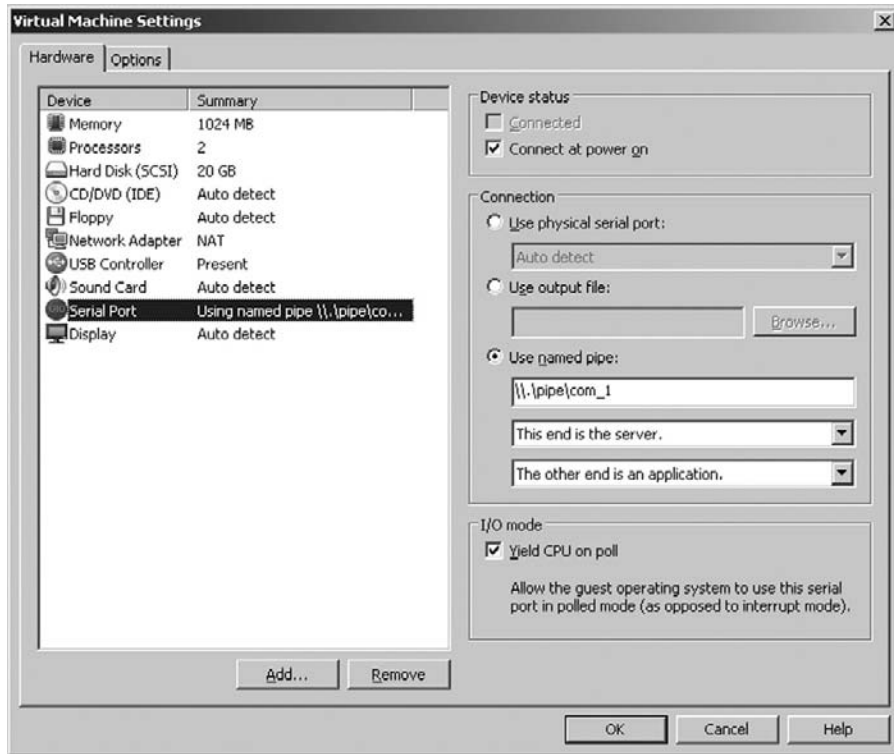 Virtual Machine Settings
Hardware Options
Device Summary
Memory 1024 MB
Processors 2
Hard Disk (SCSI) 20 GB
CD/DVD (IDE) Auto detect
Floppy Auto detect
Network Adapter NAT
USB Controller Present
Sound Card Auto detect
Serial Port Using named pipe \\.\pipe\co...
Display Auto detect
Add... Remove
Device status
Connected
Connect at power on
Connection
Use physical serial port:
Auto detect
Use output file:
Browse...
Use named pipe:
\\.\pipe\com_1
This end is the server.
The other end is an application.
I/O mode
Yield CPU on poll
Allow the guest operating system to use this serial
port in polled mode (as opposed to interrupt mode).
OK Cancel Help